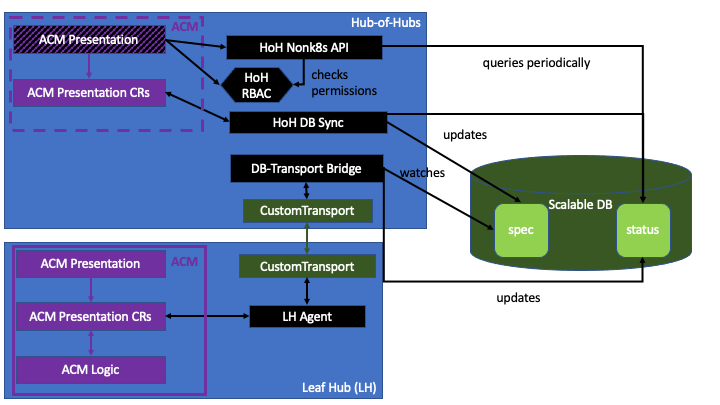 Hub-of-Hubs
ACM
ACM Presentation
HoH Nonk8s API
queries periodically
ACM Presentation CRs
HoH
RBAC
checks
permissions
HoH DB Sync
updates
DB-Transport Bridge
watches
CustomTransport
Scalable DB
spec
status
ACM Presentation
ACM
CustomTransport
updates
ACM Presentation CRs
LH Agent
ACM Logic
Leaf Hub (LH)